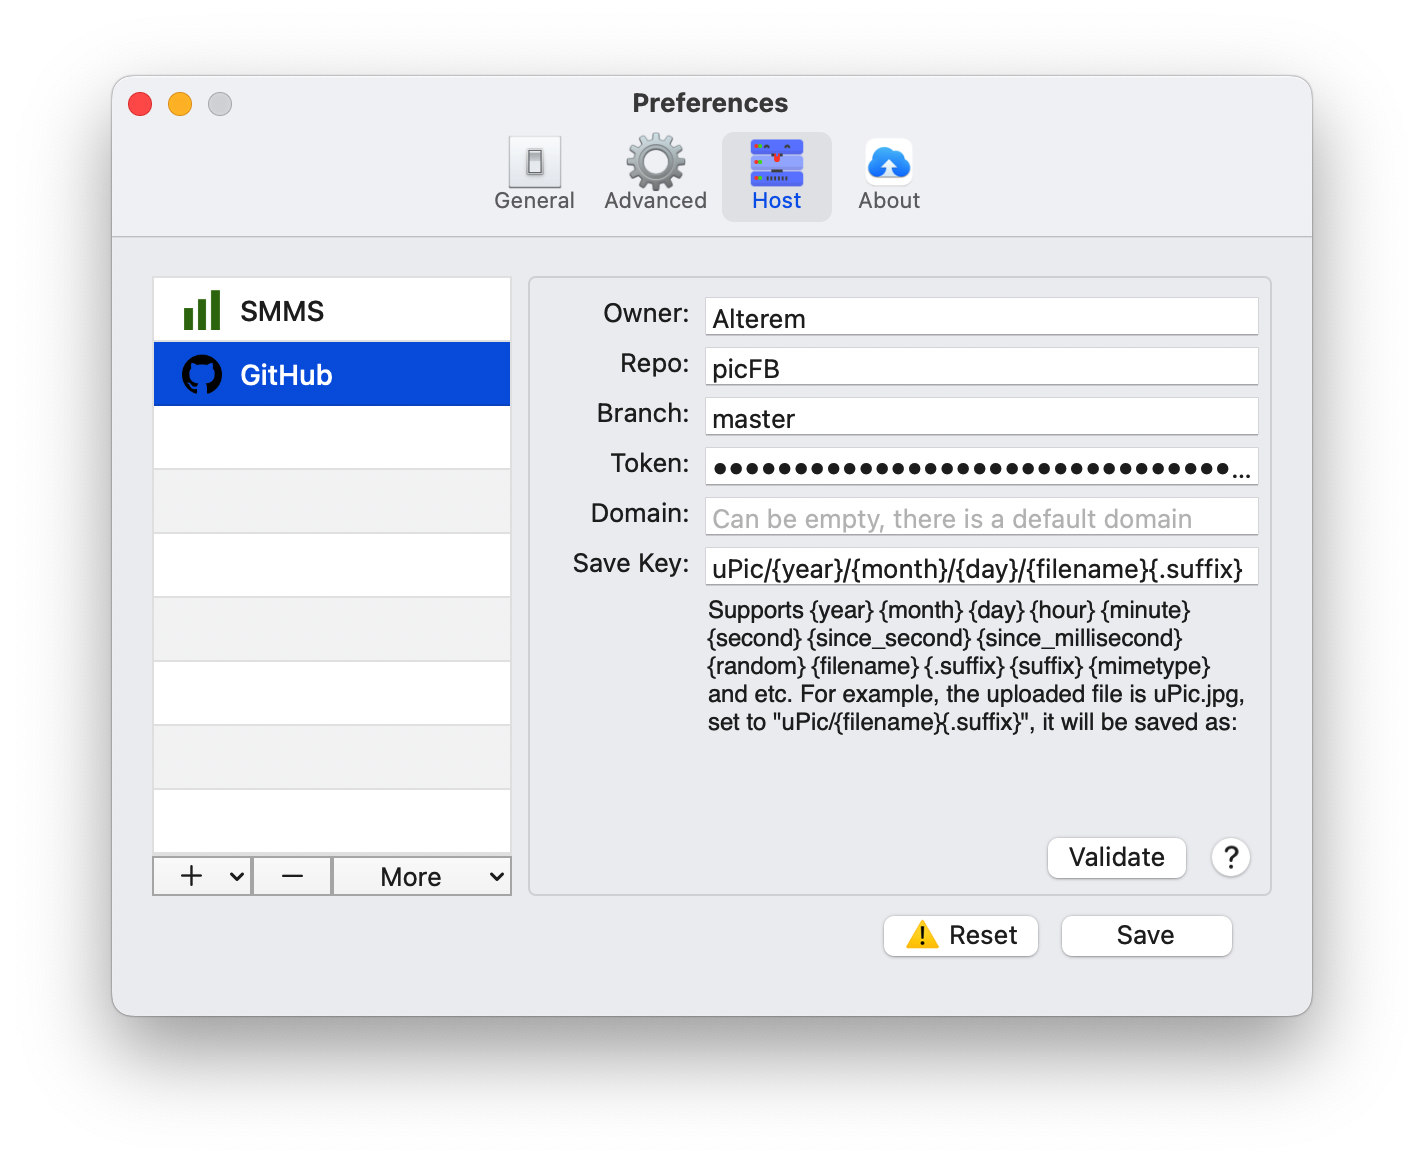 Preferences
General
Advanced
Host
About
SMMS
GitHub
Owner: Alterem
Repo: picFB
Branch: master
Token: ●●●●●●●●●●●●●●●●●●●●●●●●●●●●●●●●...
Domain: Can be empty, there is a default domain
Save Key: uPic/{year}/{month}/{day}/{filename}{.suffix}
Supports {year} {month} {day} {hour} {minute}
{second} {since_second} {since_millisecond}
{random} {filename} {.suffix} {suffix} {mimetype}
and etc. For example, the uploaded file is uPic.jpg,
set to "uPic/{filename}{.suffix}", it will be saved as:
Validate
?
+
−
More
Reset
Save